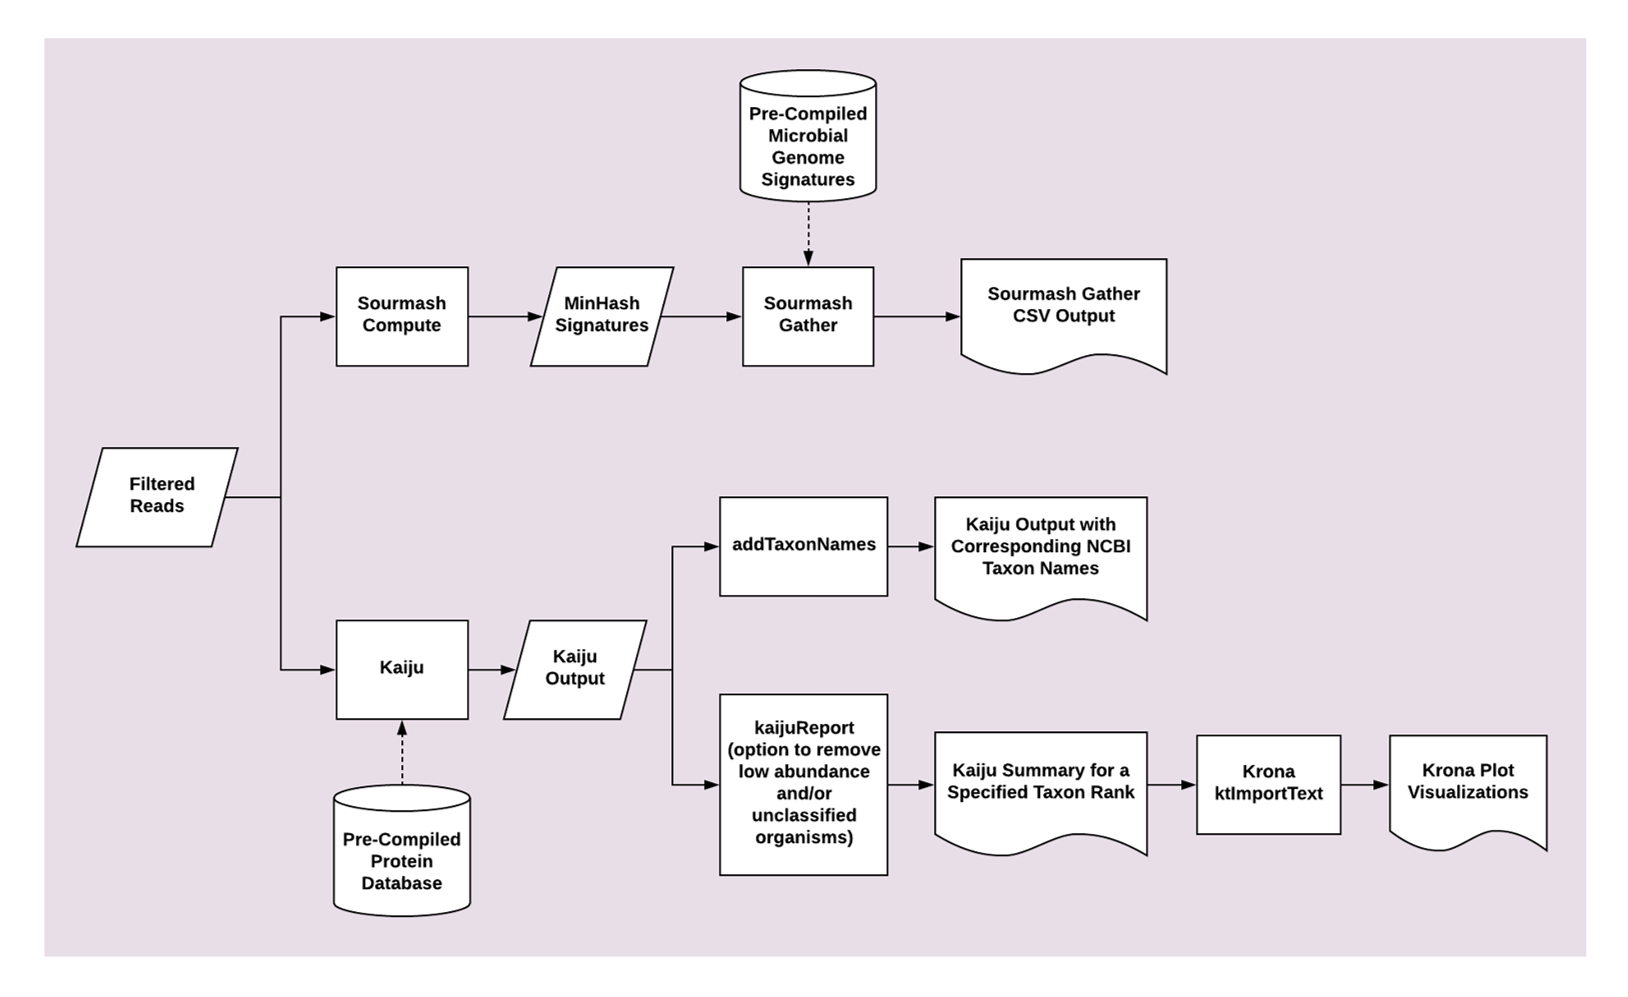 Pre-Compiled
Microbial
Genome
Signatures
Sourmash
Compute
MinHash
Signatures
Sourmash
Gather
Sourmash Gather
CSV Output
Filtered
Reads
addTaxonNames
Kaiju Output with
Corresponding NCBI
Taxon Names
Kaiju
Kaiju
Output
kaijuReport
(option to remove
low abundance
and/or
unclassified
organisms)
Kaiju Summary for a
Specified Taxon Rank
Krona
ktImportText
Krona Plot
Visualizations
Pre-Compiled
Protein
Database